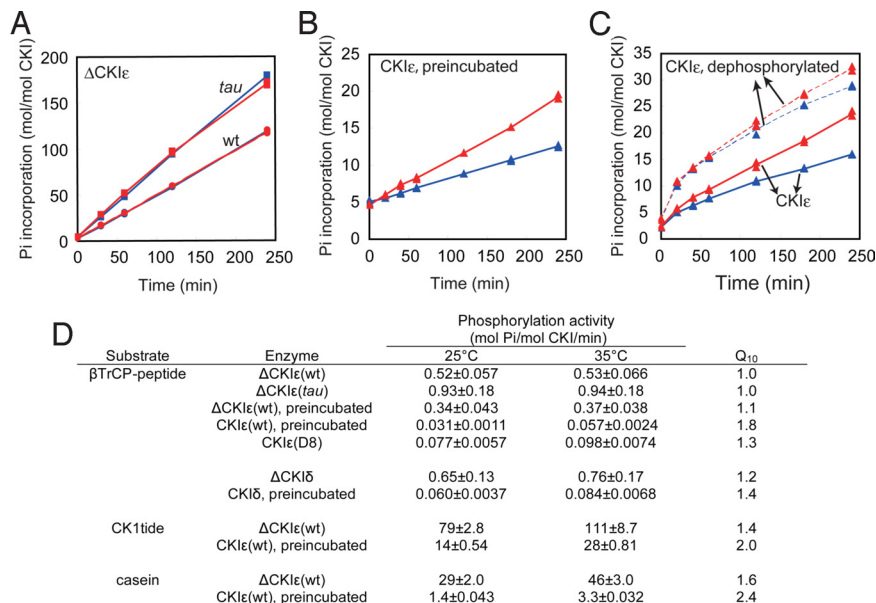 A
B
C
Pi incorporation (mol/mol CKI)
200
150
100
50
0
ΔCKIε
tau
wt
0 50 100 150 200 250
Time (min)
Pi incorporation (mol/mol CKI)
25
20
15
10
5
0
CKIε, preincubated
0 50 100 150 200 250
Time (min)
Pi incorporation (mol/mol CKI)
35
30
25
20
15
10
5
0
CKIε, dephosphorylated
CKIε
0 50 100 150 200 250
Time (min)
D
Phosphorylation activity
(mol Pi/mol CKI/min)
Substrate Enzyme 25°C 35°C Q₁₀
βTrCP-peptide ΔCKIε(wt) 0.52±0.057 0.53±0.066 1.0
ΔCKIε(tau) 0.93±0.18 0.94±0.18 1.0
ΔCKIε(wt), preincubated 0.34±0.043 0.37±0.038 1.1
CKIε(wt), preincubated 0.031±0.0011 0.057±0.0024 1.8
CKIε(D8) 0.077±0.0057 0.098±0.0074 1.3
ΔCKIδ 0.65±0.13 0.76±0.17 1.2
CKIδ, preincubated 0.060±0.0037 0.084±0.0068 1.4
CK1tide ΔCKIε(wt) 79±2.8 111±8.7 1.4
CKIε(wt), preincubated 14±0.54 28±0.81 2.0
casein ΔCKIε(wt) 29±2.0 46±3.0 1.6
CKIε(wt), preincubated 1.4±0.043 3.3±0.032 2.4